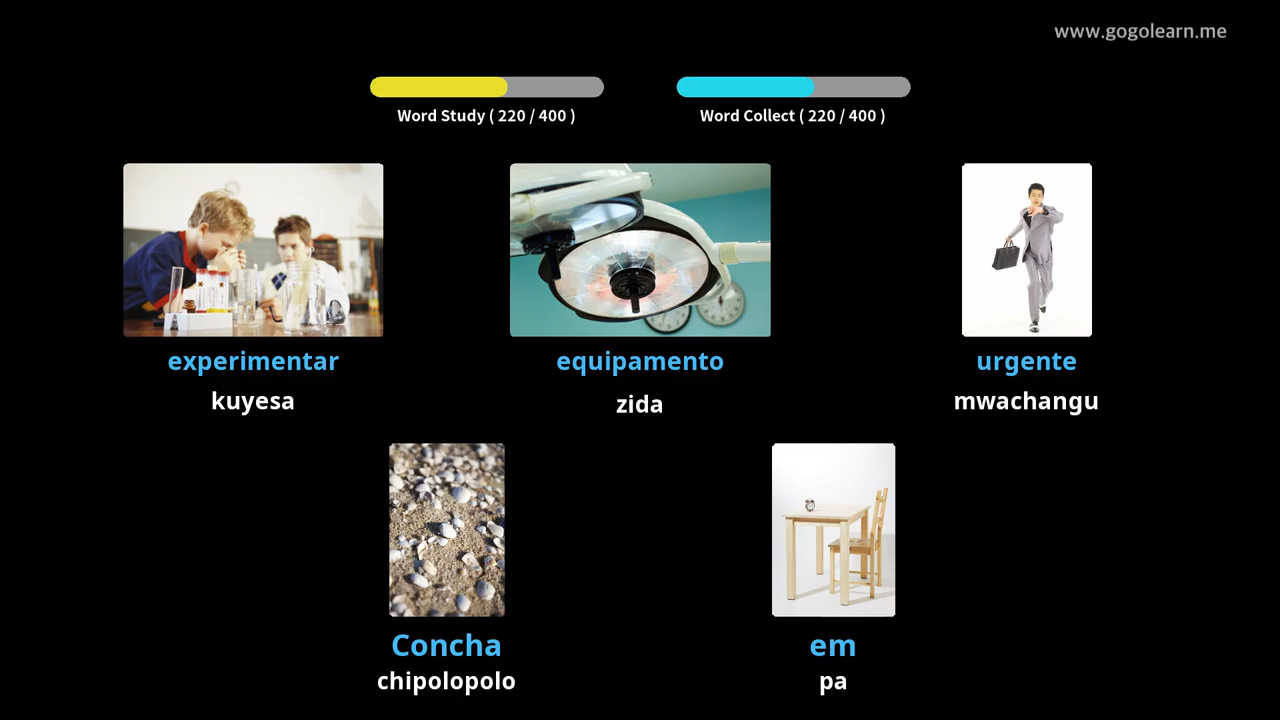 www.gogolearn.me
Word Study ( 220 / 400 )
Word Collect ( 220 / 400 )
experimentar
kuyesa
equipamento
zida
urgente
mwachangu
Concha
chipolopolo
em
pa